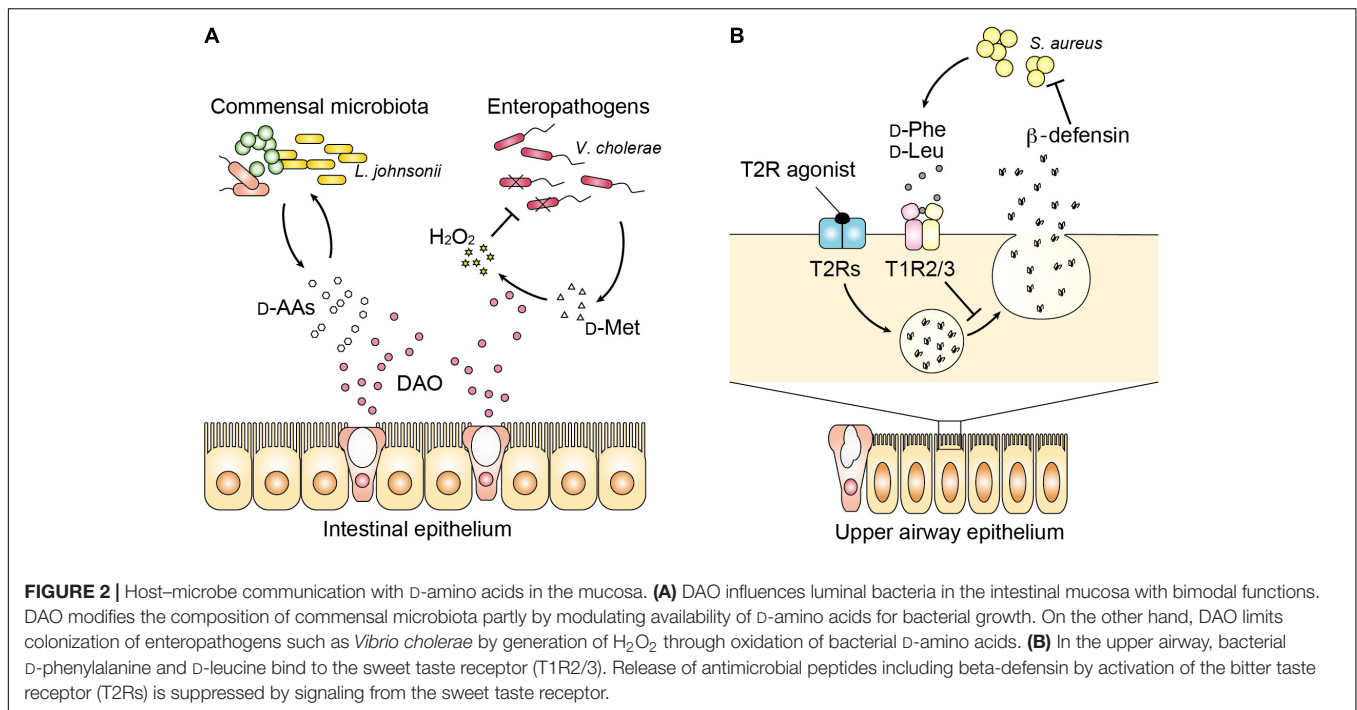 A
Commensal microbiota
L. johnsonii
D-AAs
Enteropathogens
V. cholerae
H₂O₂
D-Met
DAO
Intestinal epithelium
B
S. aureus
D-Phe
D-Leu
β-defensin
T2R agonist
T2Rs
T1R2/3
Upper airway epithelium
FIGURE 2 | Host–microbe communication with D-amino acids in the mucosa. (A) DAO influences luminal bacteria in the intestinal mucosa with bimodal functions.
DAO modifies the composition of commensal microbiota partly by modulating availability of D-amino acids for bacterial growth. On the other hand, DAO limits
colonization of enteropathogens such as Vibrio cholerae by generation of H₂O₂ through oxidation of bacterial D-amino acids. (B) In the upper airway, bacterial
D-phenylalanine and D-leucine bind to the sweet taste receptor (T1R2/3). Release of antimicrobial peptides including beta-defensin by activation of the bitter taste
receptor (T2Rs) is suppressed by signaling from the sweet taste receptor.